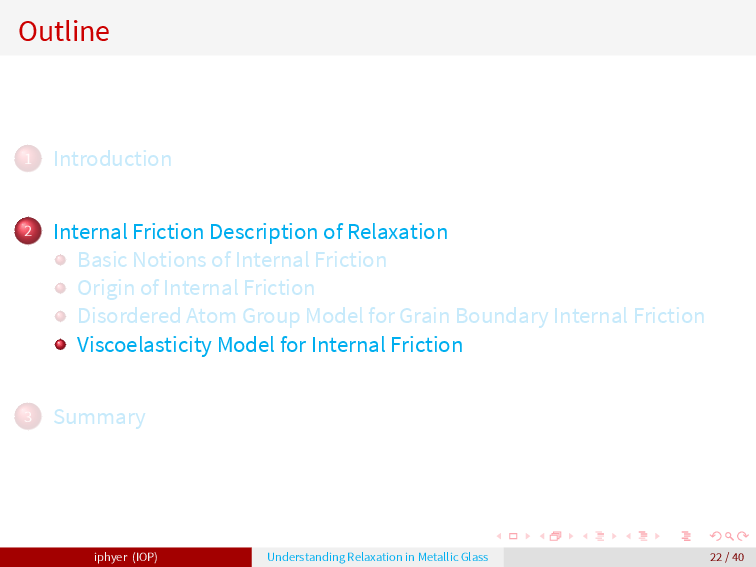 Outline
1 Introduction
2 Internal Friction Description of Relaxation
Basic Notions of Internal Friction
Origin of Internal Friction
Disordered Atom Group Model for Grain Boundary Internal Friction
Viscoelasticity Model for Internal Friction
3 Summary
iphyer (IOP) Understanding Relaxation in Metallic Glass 22 / 40